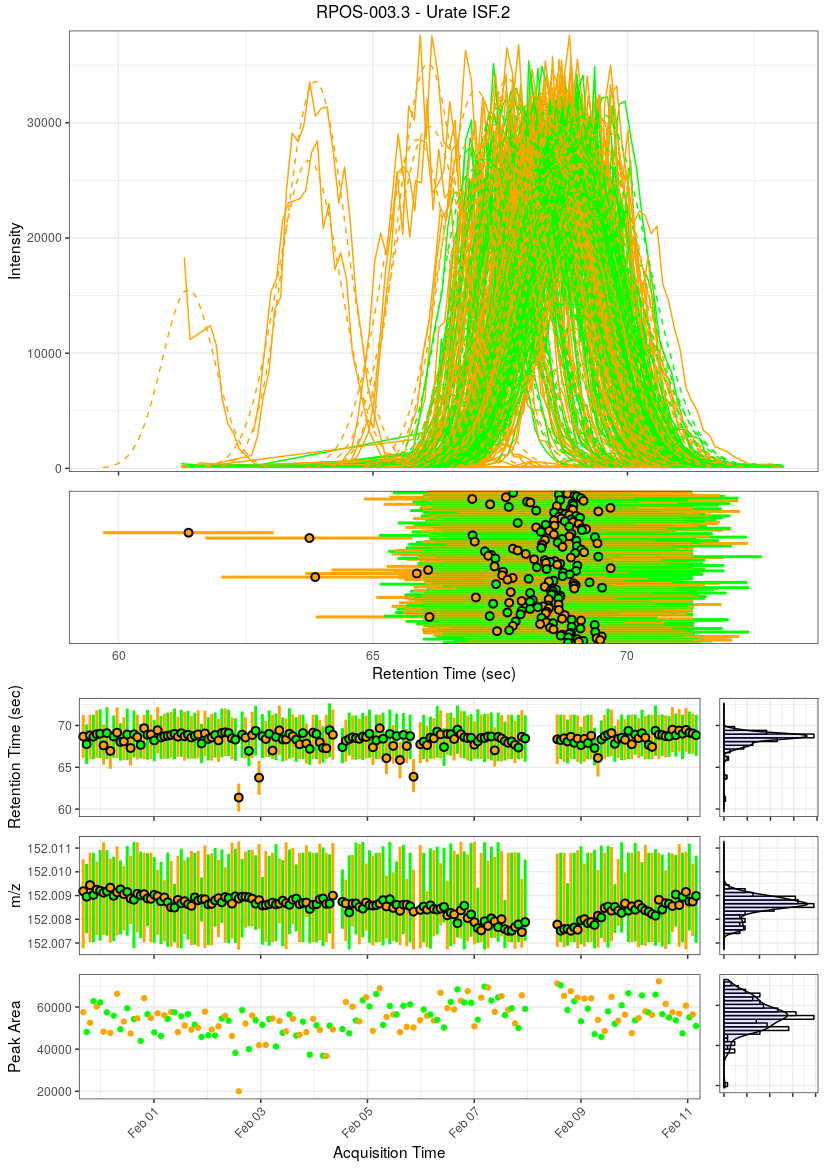 RPOS-003.3 - Urate ISF.2
30000
20000
10000
0
Intensity
60
65
70
Retention Time (sec)
70
65
60
Retention Time (sec)
152.011
152.010
152.009
152.008
152.007
m/z
60000
40000
20000
Peak Area
Feb 01
Feb 03
Feb 05
Feb 07
Feb 09
Feb 11
Acquisition Time